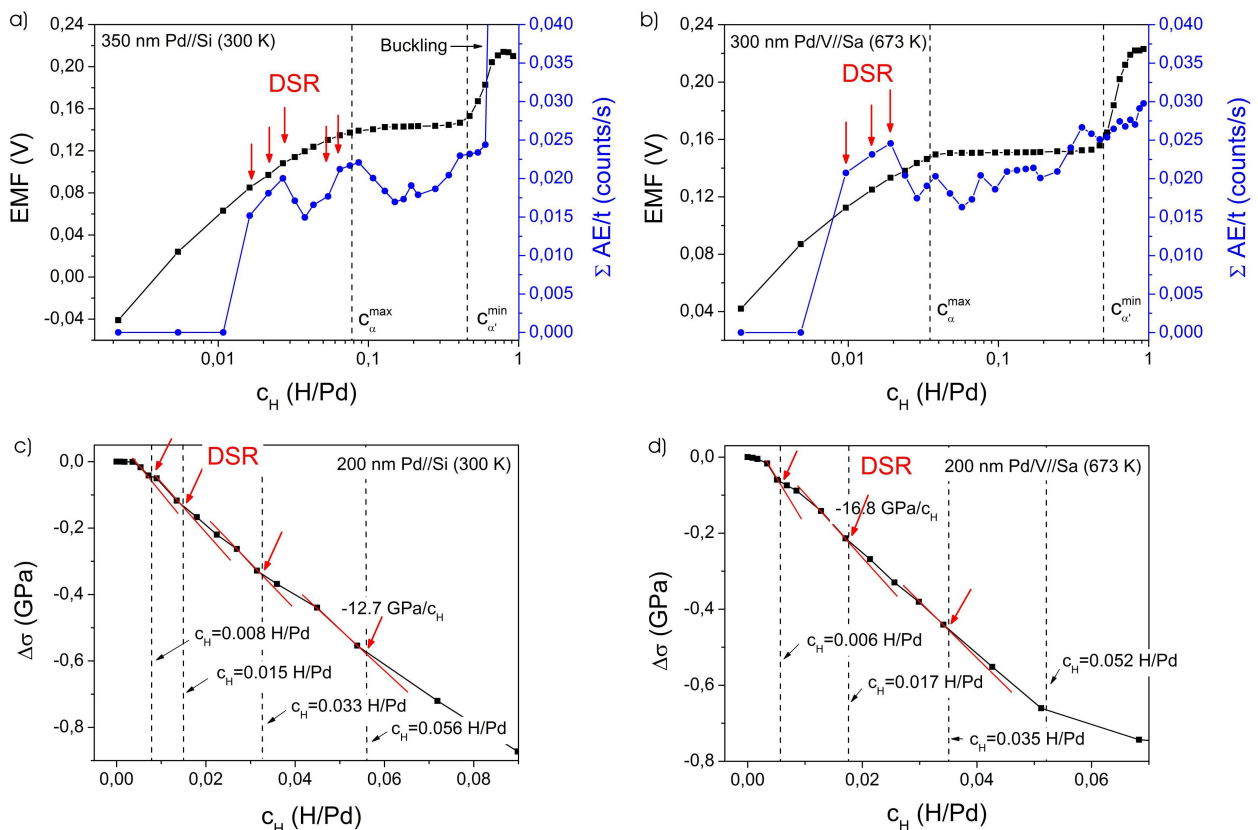 a)
350 nm Pd//Si (300 K)
Buckling
DSR
c_α^max
c_α'^min
EMF (V)
0,24
0,20
0,16
0,12
0,08
0,04
0,00
-0,04
0,040
0,035
0,030
0,025
0,020
0,015
0,010
0,005
0,000
Σ AE/t (counts/s)
0,01
0,1
1
c_H (H/Pd)
b)
300 nm Pd/V//Sa (673 K)
DSR
c_α^max
c_α'^min
EMF (V)
0,24
0,20
0,16
0,12
0,08
0,04
0,040
0,035
0,030
0,025
0,020
0,015
0,010
0,005
0,000
Σ AE/t (counts/s)
0,01
0,1
1
c_H (H/Pd)
c)
200 nm Pd//Si (300 K)
DSR
-12.7 GPa/c_H
c_H=0.008 H/Pd
c_H=0.015 H/Pd
c_H=0.033 H/Pd
c_H=0.056 H/Pd
Δσ (GPa)
0,0
-0,2
-0,4
-0,6
-0,8
0,00
0,02
0,04
0,06
0,08
c_H (H/Pd)
d)
200 nm Pd/V//Sa (673 K)
DSR
-16.8 GPa/c_H
c_H=0.006 H/Pd
c_H=0.052 H/Pd
c_H=0.017 H/Pd
c_H=0.035 H/Pd
Δσ (GPa)
0,0
-0,2
-0,4
-0,6
-0,8
0,00
0,02
0,04
0,06
c_H (H/Pd)